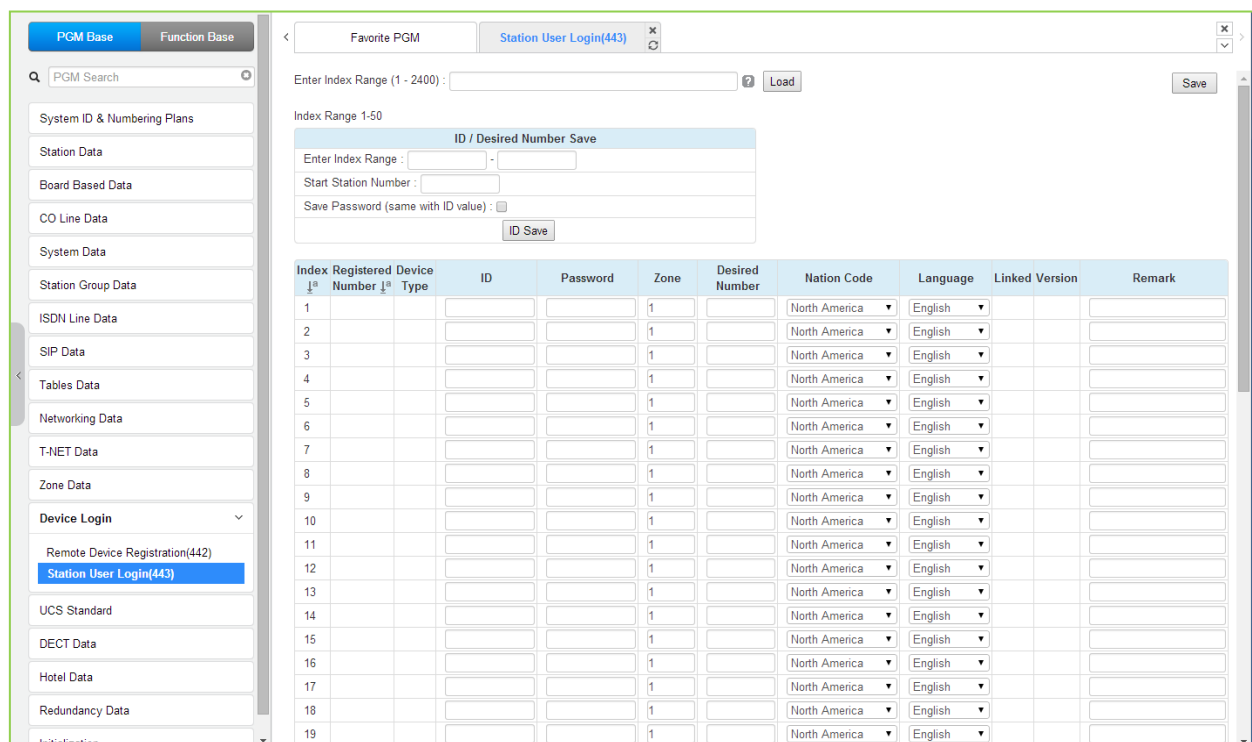 PGM Base Function Base
PGM Search
System ID & Numbering Plans
Station Data
Board Based Data
CO Line Data
System Data
Station Group Data
ISDN Line Data
SIP Data
Tables Data
Networking Data
T-NET Data
Zone Data
Device Login
Remote Device Registration(442)
Station User Login(443)
UCS Standard
DECT Data
Hotel Data
Redundancy Data
Favorite PGM Station User Login(443)
Enter Index Range (1 - 2400) : ? Load Save
Index Range 1-50
ID / Desired Number Save
Enter Index Range : -
Start Station Number :
Save Password (same with ID value) :
ID Save
Index Registered Number Device Type ID Password Zone Desired Number Nation Code Language Linked Version Remark
1 1 North America English
2 1 North America English
3 1 North America English
4 1 North America English
5 1 North America English
6 1 North America English
7 1 North America English
8 1 North America English
9 1 North America English
10 1 North America English
11 1 North America English
12 1 North America English
13 1 North America English
14 1 North America English
15 1 North America English
16 1 North America English
17 1 North America English
18 1 North America English
19 1 North America English